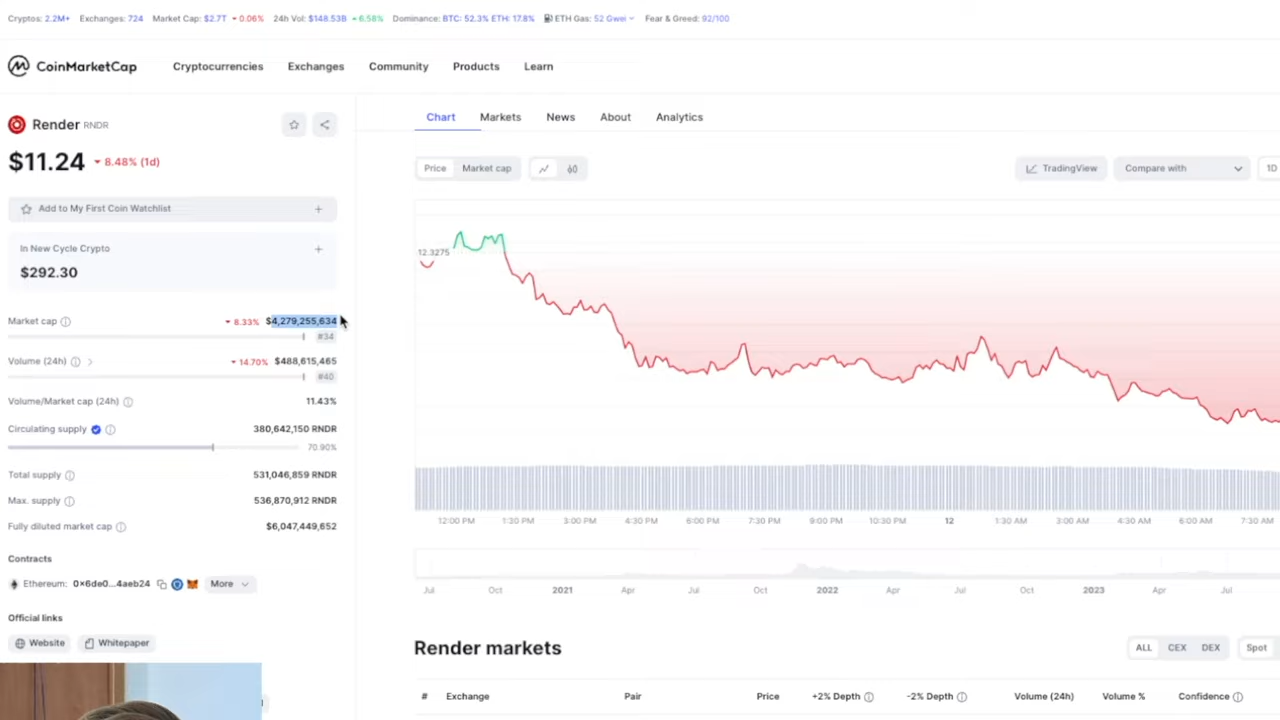 Cryptos: 2.2M+ Exchanges: 724 Market Cap: $2.7T 0.06% 24h Vol: $148.53B 6.58% Dominance: BTC: 52.3% ETH: 17.8% ETH Gas: 52 Gwei Fear & Greed: 92/100
CoinMarketCap Cryptocurrencies Exchanges Community Products Learn
Render RNDR
$11.24 8.48% (1d)
Add to My First Coin Watchlist +
In New Cycle Crypto +
$292.30
Market cap 8.33% $4,279,255,634
#34
Volume (24h) 14.70% $488,615,465
#40
Volume/Market cap (24h) 11.43%
Circulating supply 380,642,150 RNDR
70.90%
Total supply 531,046,859 RNDR
Max. supply 536,870,912 RNDR
Fully diluted market cap $6,047,449,652
Contracts
Ethereum: 0x6de0...4aeb24 More
Official links
Website Whitepaper
Chart Markets News About Analytics
Price Market cap TradingView Compare with 1D
12.3275
12:00 PM 1:30 PM 3:00 PM 4:30 PM 6:00 PM 7:30 PM 9:00 PM 10:30 PM 12 1:30 AM 3:00 AM 4:30 AM 6:00 AM 7:30 AM
Jul Oct 2021 Apr Jul Oct 2022 Apr Jul Oct 2023 Apr Jul
Render markets ALL CEX DEX Spot
# Exchange Pair Price +2% Depth -2% Depth Volume (24h) Volume % Confidence